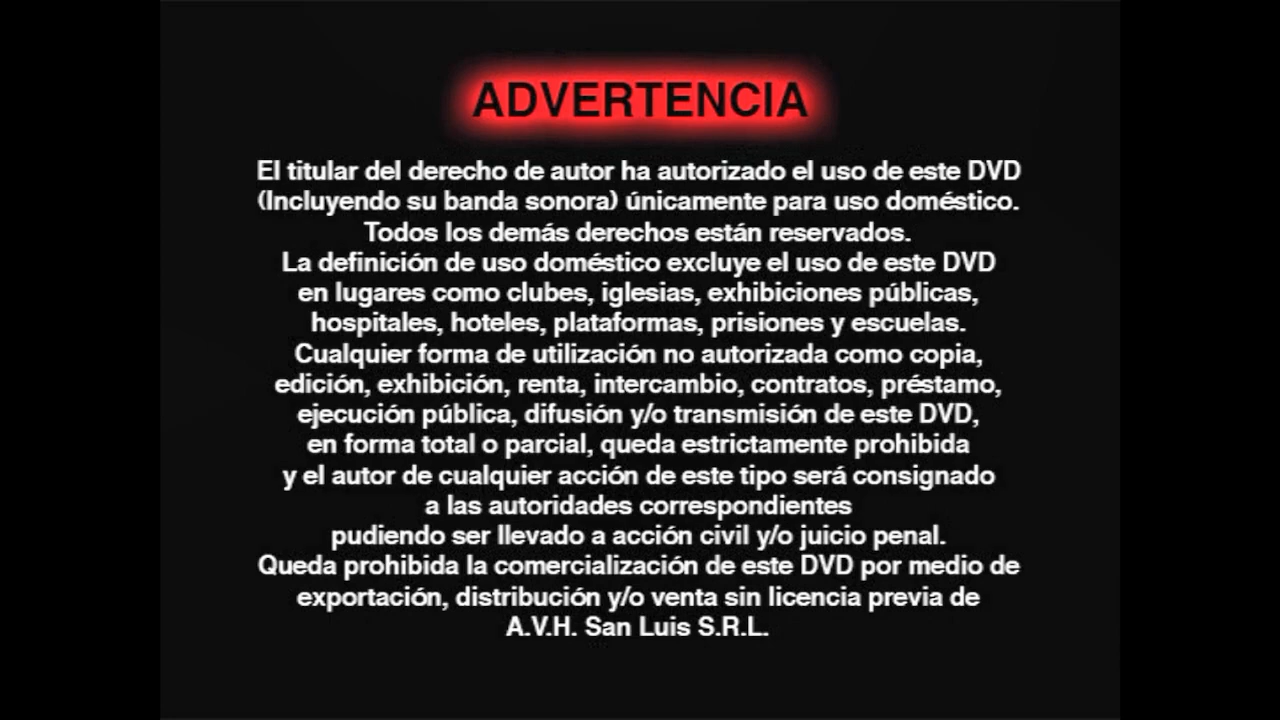 ADVERTENCIA
El titular del derecho de autor ha autorizado el uso de este DVD
(Incluyendo su banda sonora) únicamente para uso doméstico.
Todos los demás derechos están reservados.
La definición de uso doméstico excluye el uso de este DVD
en lugares como clubes, iglesias, exhibiciones públicas,
hospitales, hoteles, plataformas, prisiones y escuelas.
Cualquier forma de utilización no autorizada como copia,
edición, exhibición, renta, intercambio, contratos, préstamo,
ejecución pública, difusión y/o transmisión de este DVD,
en forma total o parcial, queda estrictamente prohibida
y el autor de cualquier acción de este tipo será consignado
a las autoridades correspondientes
pudiendo ser llevado a acción civil y/o juicio penal.
Queda prohibida la comercialización de este DVD por medio de
exportación, distribución y/o venta sin licencia previa de
A.V.H. San Luis S.R.L.